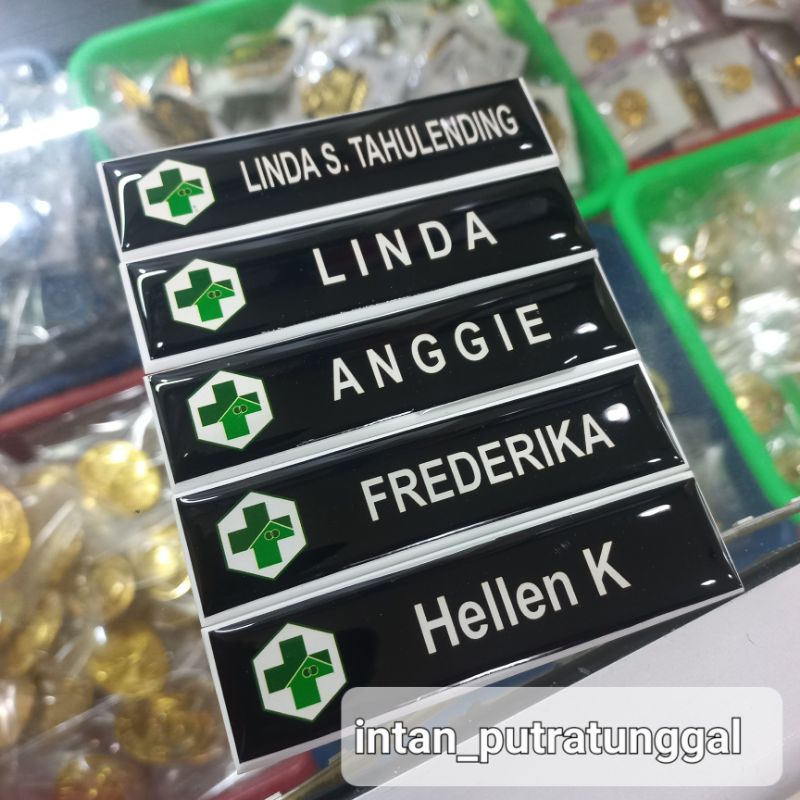 LINDA S. TAHULENDING
LINDA
ANGGIE
FREDERIKA
Hellen K
intan_putratunggal